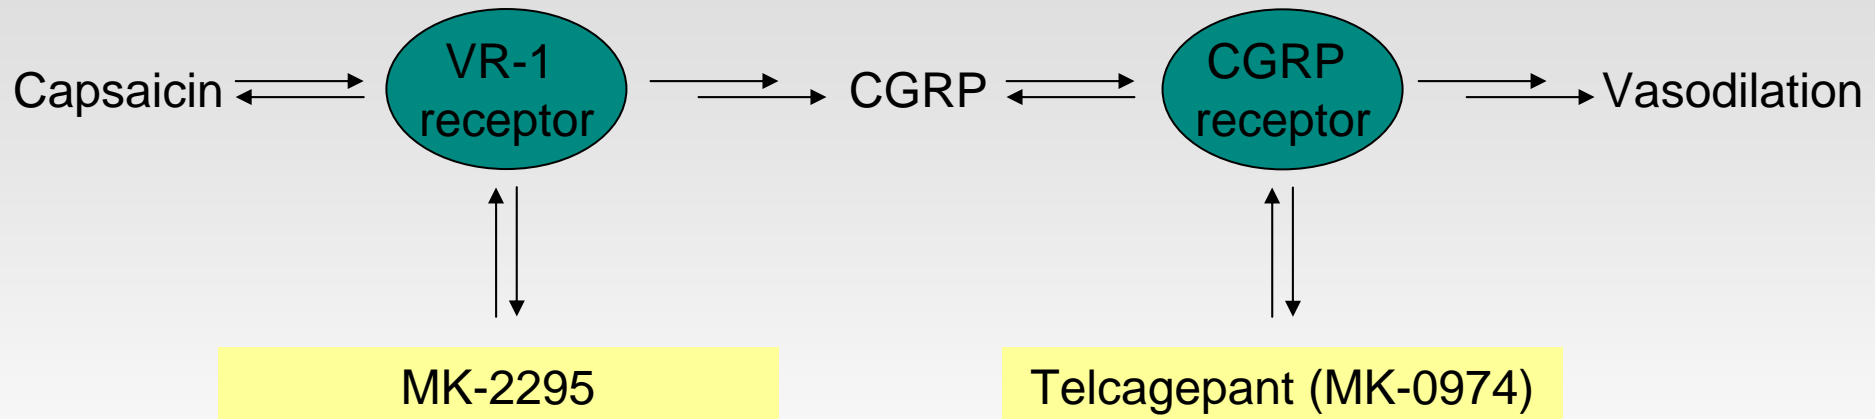 Capsaicin
VR-1
receptor
CGRP
CGRP
receptor
Vasodilation
MK-2295
Telcagepant (MK-0974)